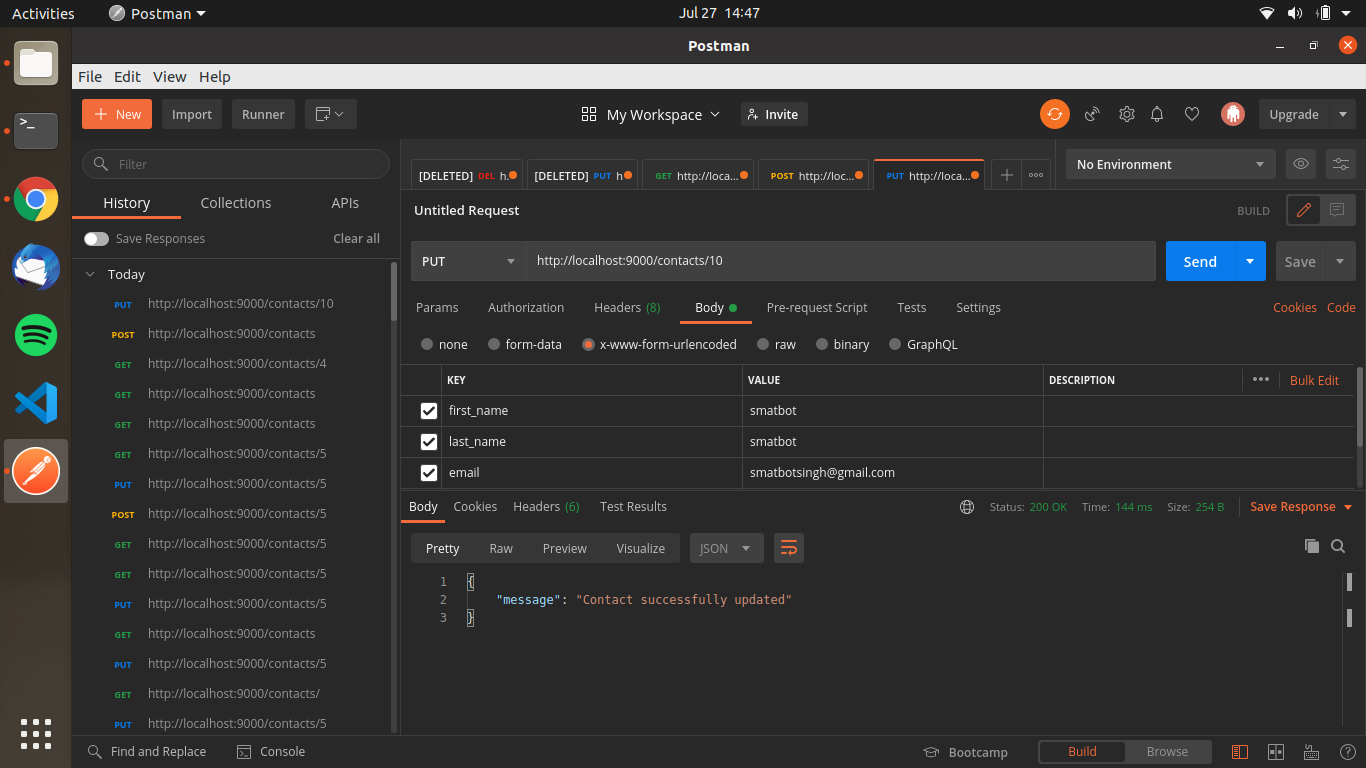 Activities Postman Jul 27 14:47
Postman
File Edit View Help
New Import Runner My Workspace Invite Upgrade
Filter
History Collections APIs
Save Responses Clear all
Today
PUT http://localhost:9000/contacts/10
POST http://localhost:9000/contacts
GET http://localhost:9000/contacts/4
GET http://localhost:9000/contacts
GET http://localhost:9000/contacts
GET http://localhost:9000/contacts/5
PUT http://localhost:9000/contacts/5
POST http://localhost:9000/contacts/5
GET http://localhost:9000/contacts/5
GET http://localhost:9000/contacts/5
PUT http://localhost:9000/contacts/5
GET http://localhost:9000/contacts
PUT http://localhost:9000/contacts/5
GET http://localhost:9000/contacts/
PUT http://localhost:9000/contacts/5
[DELETED] DEL h. [DELETED] PUT h GET http://loca... POST http://loc... PUT http://loca... No Environment
Untitled Request BUILD
PUT http://localhost:9000/contacts/10 Send Save
Params Authorization Headers (8) Body Pre-request Script Tests Settings Cookies Code
none form-data x-www-form-urlencoded raw binary GraphQL
KEY VALUE DESCRIPTION Bulk Edit
first_name smatbot
last_name smatbot
email smatbotsingh@gmail.com
Body Cookies Headers (6) Test Results Status: 200 OK Time: 144 ms Size: 254 B Save Response
Pretty Raw Preview Visualize JSON
1 {
2 "message": "Contact successfully updated"
3 }
Find and Replace Console Bootcamp Build Browse